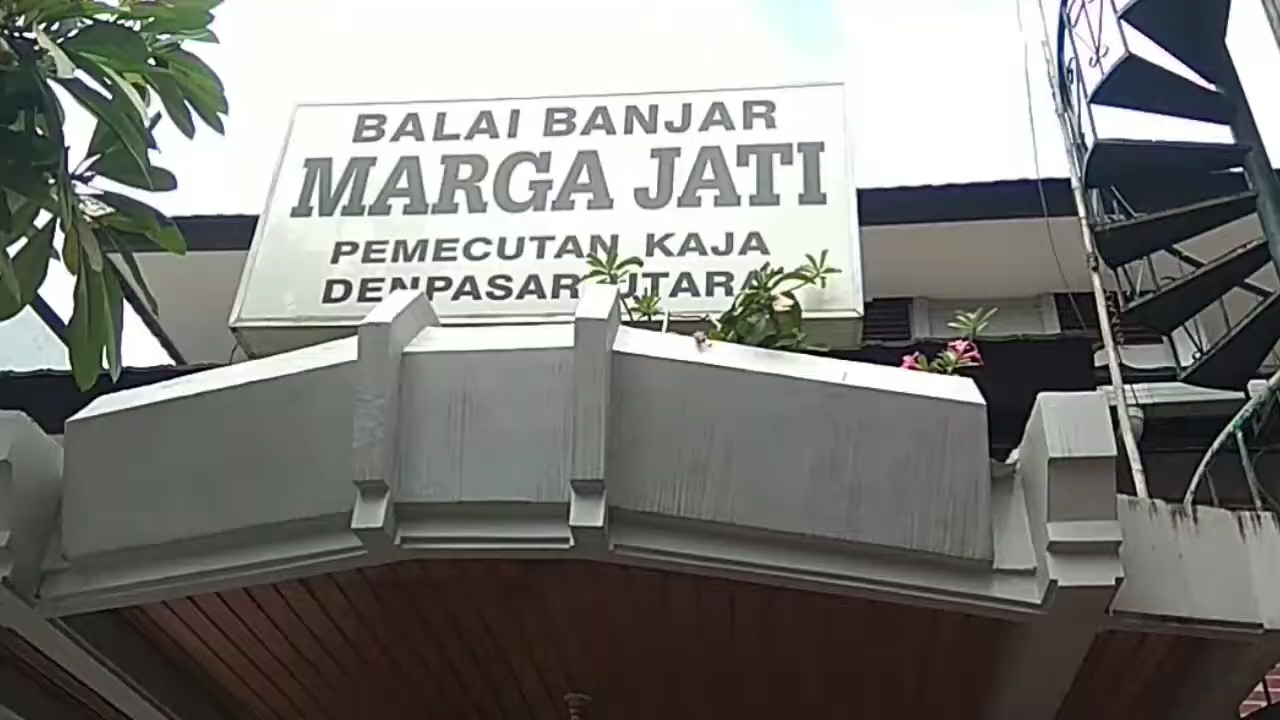 BALAI BANJAR
MARGA JATI
PEMECUTAN KAJA
DENPASAR UTARA